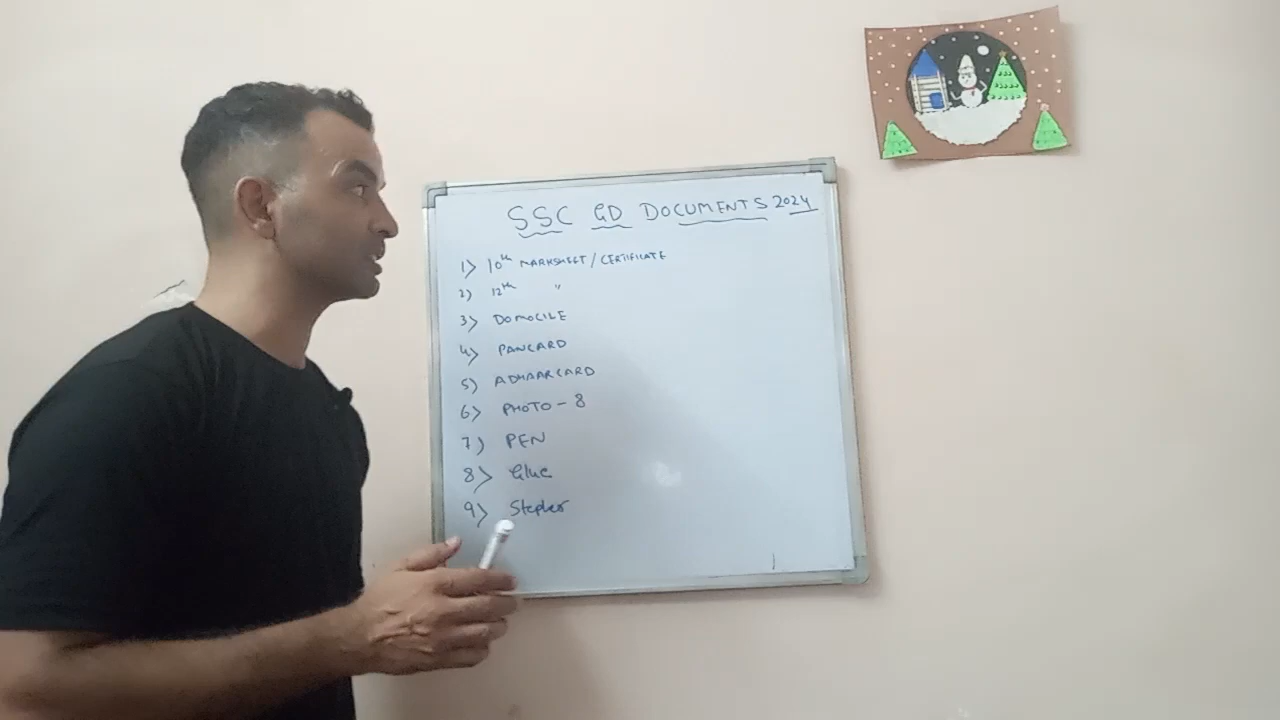 SSC GD DOCUMENTS 2024
1) 10th MARKSHEET / CERTIFICATE
2) 12th "
3) DOMOCILE
4) PANCARD
5) ADHAARCARD
6) PHOTO - 8
7) PEN
8) Glue
9) Stepler